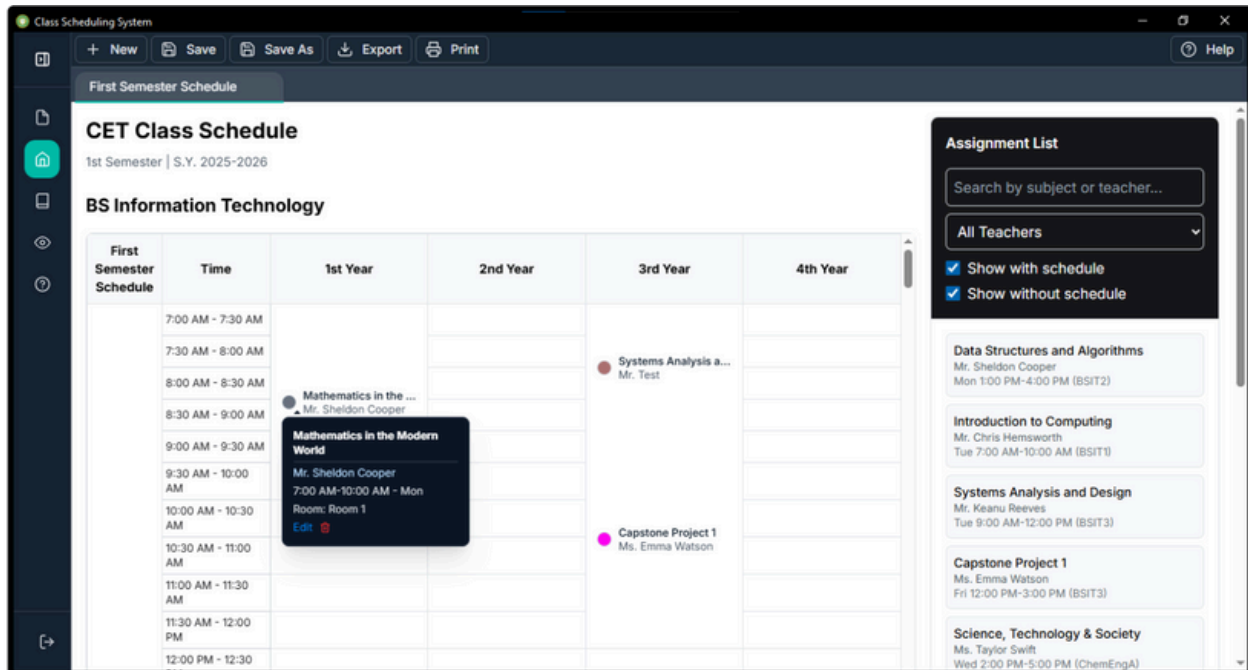 Class Scheduling System
New Save Save As Export Print Help
First Semester Schedule
CET Class Schedule
1st Semester | S.Y. 2025-2026
BS Information Technology
First Semester Schedule
Time
1st Year
2nd Year
3rd Year
4th Year
7:00 AM - 7:30 AM
7:30 AM - 8:00 AM
8:00 AM - 8:30 AM
8:30 AM - 9:00 AM
9:00 AM - 9:30 AM
9:30 AM - 10:00
AM
10:00 AM - 10:30
AM
10:30 AM - 11:00
AM
11:00 AM - 11:30
AM
11:30 AM - 12:00
PM
12:00 PM - 12:30
Mathematics in the ...
Mr. Sheldon Cooper
Mathematics in the Modern
World
Mr. Sheldon Cooper
7:00 AM-10:00 AM - Mon
Room: Room 1
Edit
Systems Analysis a...
Mr. Test
Capstone Project 1
Ms. Emma Watson
Assignment List
Search by subject or teacher...
All Teachers
Show with schedule
Show without schedule
Data Structures and Algorithms
Mr. Sheldon Cooper
Mon 1:00 PM-4:00 PM (BSIT2)
Introduction to Computing
Mr. Chris Hemsworth
Tue 7:00 AM-10:00 AM (BSIT1)
Systems Analysis and Design
Mr. Keanu Reeves
Tue 9:00 AM-12:00 PM (BSIT3)
Capstone Project 1
Ms. Emma Watson
Fri 12:00 PM-3:00 PM (BSIT3)
Science, Technology & Society
Ms. Taylor Swift
Wed 2:00 PM-5:00 PM (ChemEngA)